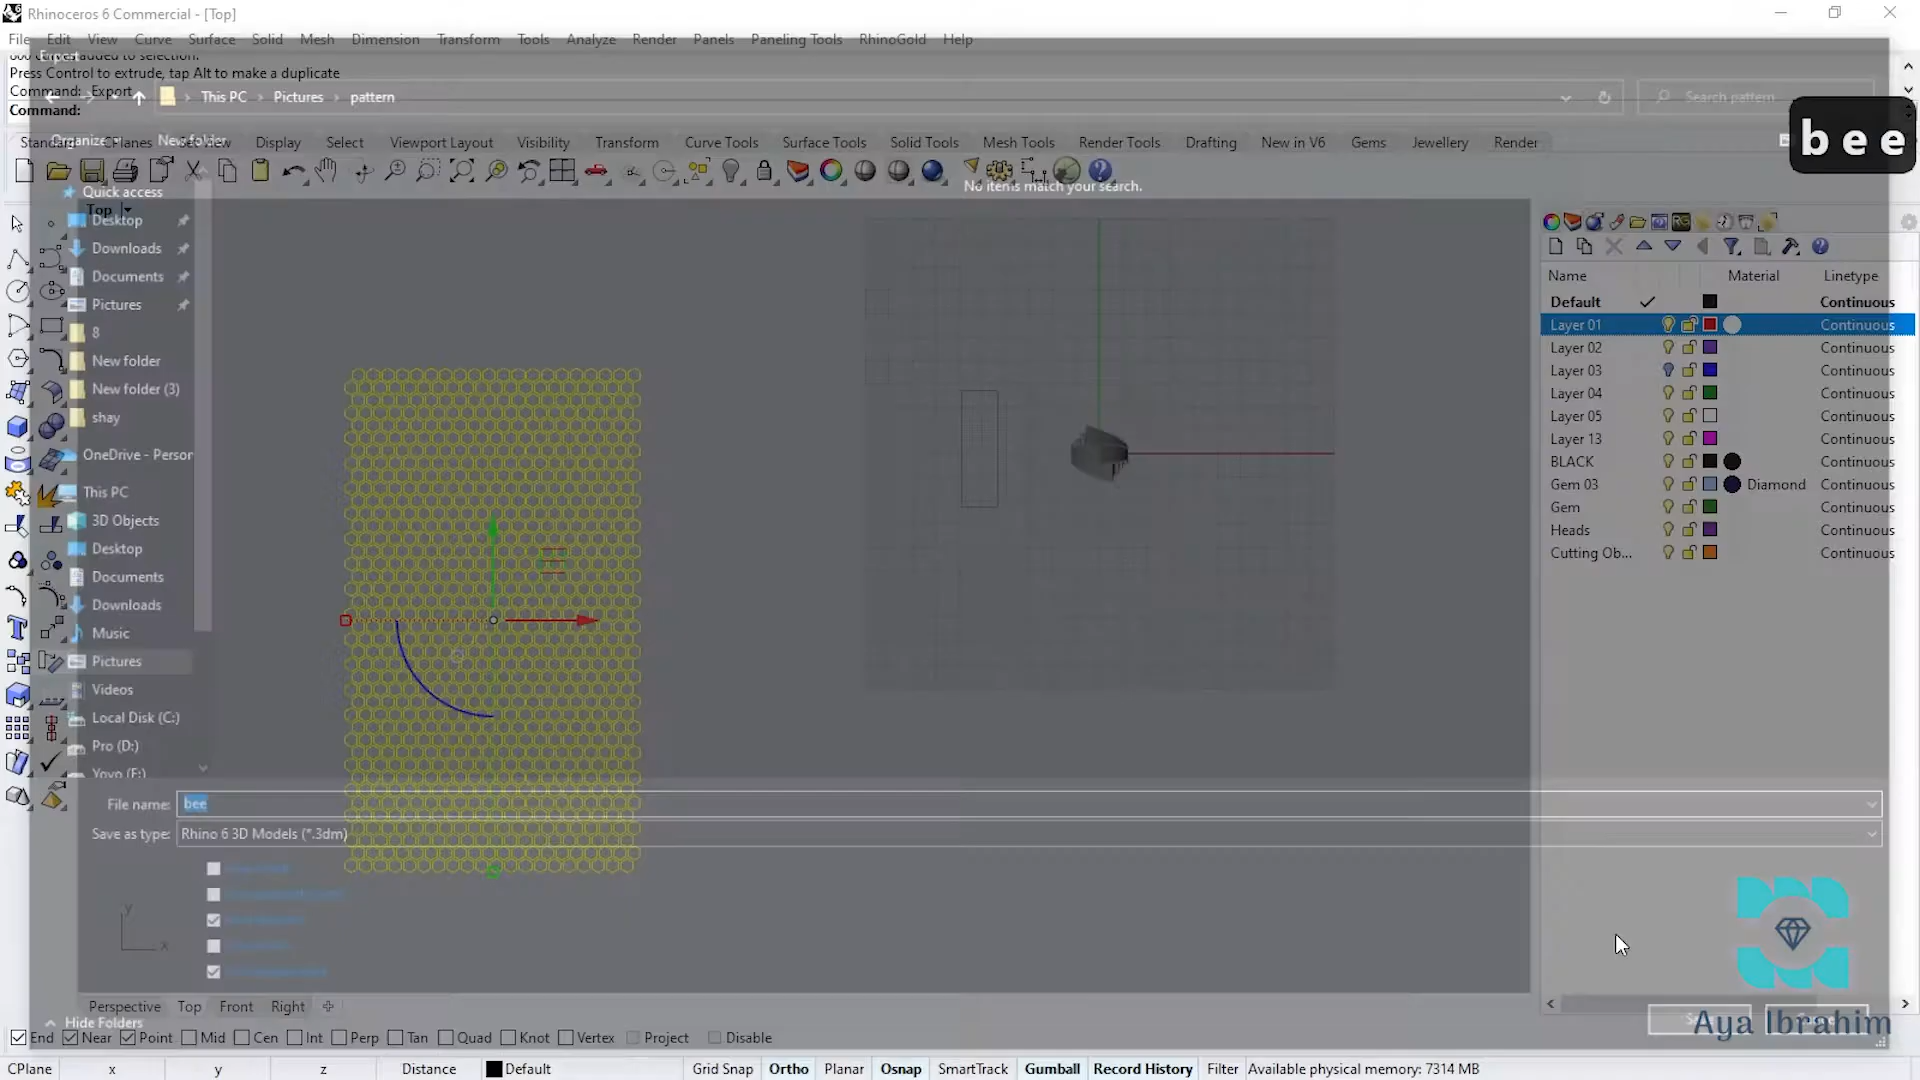 Rhinoceros 6 Commercial - [Top]
File Edit View Curve Surface Solid Mesh Dimension Transform Tools Analyze Render Panels Paneling Tools RhinoGold Help
Export
added to selection.
Press Control to extrude, tap Alt to make a duplicate
Command: Export
This PC > Pictures > pattern
Search pattern
Command:
bee
Organize New folder
Standard CPlanes Set View Display Select Viewport Layout Visibility Transform Curve Tools Surface Tools Solid Tools Mesh Tools Render Tools Drafting New in V6 Gems Jewellery Render
No items match your search.
Quick access
Top
Desktop
Downloads
Documents
Pictures
8
New folder
New folder (3)
shay
OneDrive - Person
This PC
3D Objects
Desktop
Documents
Downloads
Music
Pictures
Videos
Local Disk (C:)
Pro (D:)
Yoyo (E:)
Name Material Linetype
Default Continuous
Layer 01 Continuous
Layer 02 Continuous
Layer 03 Continuous
Layer 04 Continuous
Layer 05 Continuous
Layer 13 Continuous
BLACK Continuous
Gem 03 Diamond Continuous
Gem Continuous
Heads Continuous
Cutting Ob... Continuous
File name: bee
Save as type: Rhino 6 3D Models (*.3dm)
y
x
Perspective Top Front Right
Hide Folders
Aya Ibrahim
End Near Point Mid Cen Int Perp Tan Quad Knot Vertex Project Disable
CPlane x y z Distance Default Grid Snap Ortho Planar Osnap SmartTrack Gumball Record History Filter Available physical memory: 7314 MB